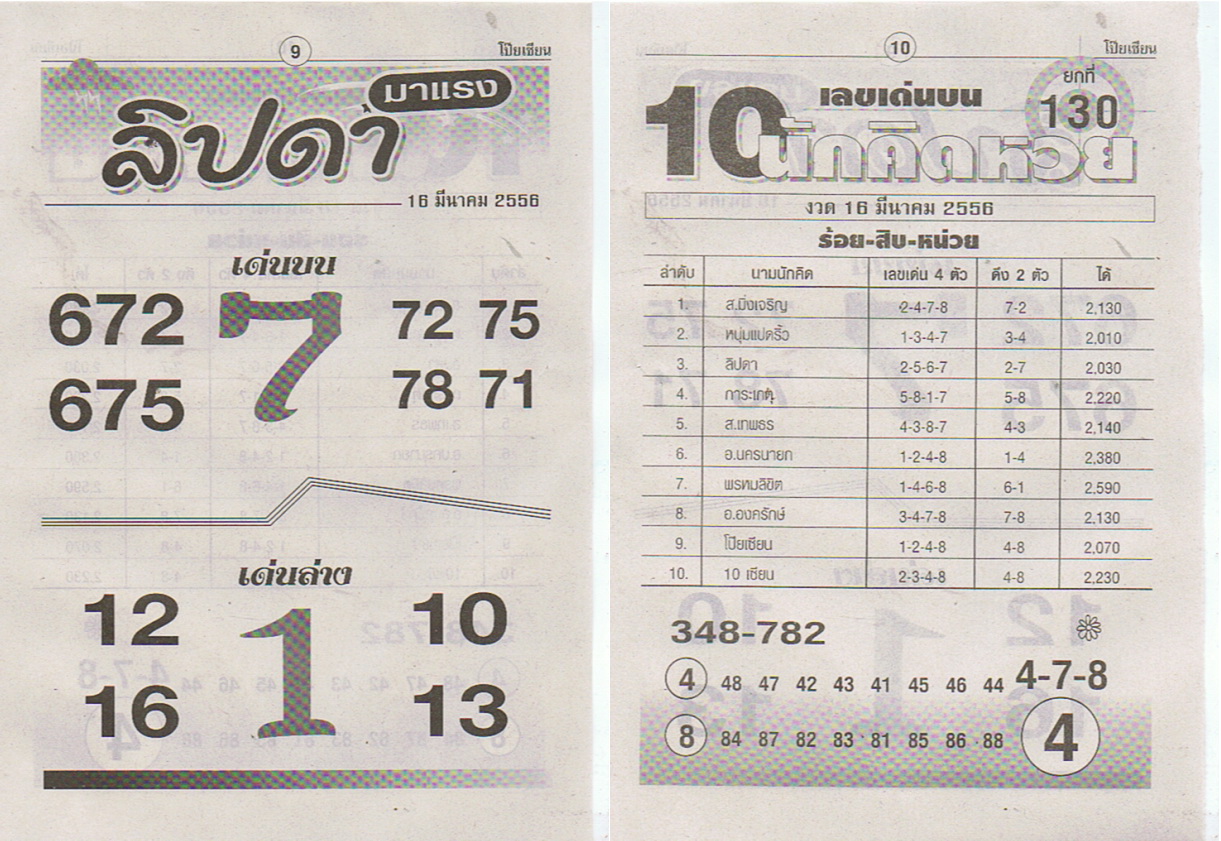 9
โป๊ยเซียน
มาแรง
ลิปดา
16 มีนาคม 2556
เด่นบน
672 7 72 75
675 78 71
เด่นล่าง
12 1 10
16 13
10
โป๊ยเซียน
ยกที่
130
10 เลขเด่นบน
นักคิดหวย
งวด 16 มีนาคม 2556
ร้อย-สิบ-หน่วย
ลำดับ นามนักคิด เลขเด่น 4 ตัว ดึง 2 ตัว ได้
1. ส.มิ่งเจริญ 2-4-7-8 7-2 2,130
2. หนุ่มแปดริ้ว 1-3-4-7 3-4 2,010
3. ลิปดา 2-5-6-7 2-7 2,030
4. การะเกตุ 5-8-1-7 5-8 2,220
5. ส.เทพธร 4-3-8-7 4-3 2,140
6. อ.นครนายก 1-2-4-8 1-4 2,380
7. พรหมลิขิต 1-4-6-8 6-1 2,590
8. อ.องครักษ์ 3-4-7-8 7-8 2,130
9. โป๊ยเซียน 1-2-4-8 4-8 2,070
10. 10 เซียน 2-3-4-8 4-8 2,230
348-782
4 48 47 42 43 41 45 46 44 4-7-8
8 84 87 82 83 81 85 86 88 4